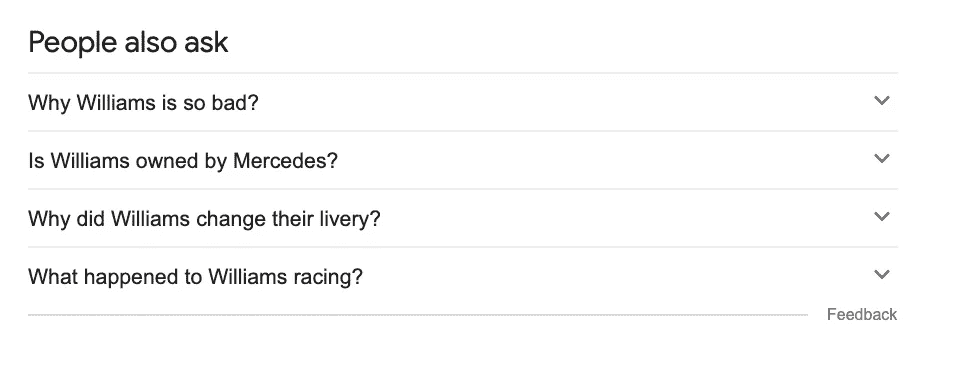 People also ask
Why Williams is so bad?
Is Williams owned by Mercedes?
Why did Williams change their livery?
What happened to Williams racing?
Feedback